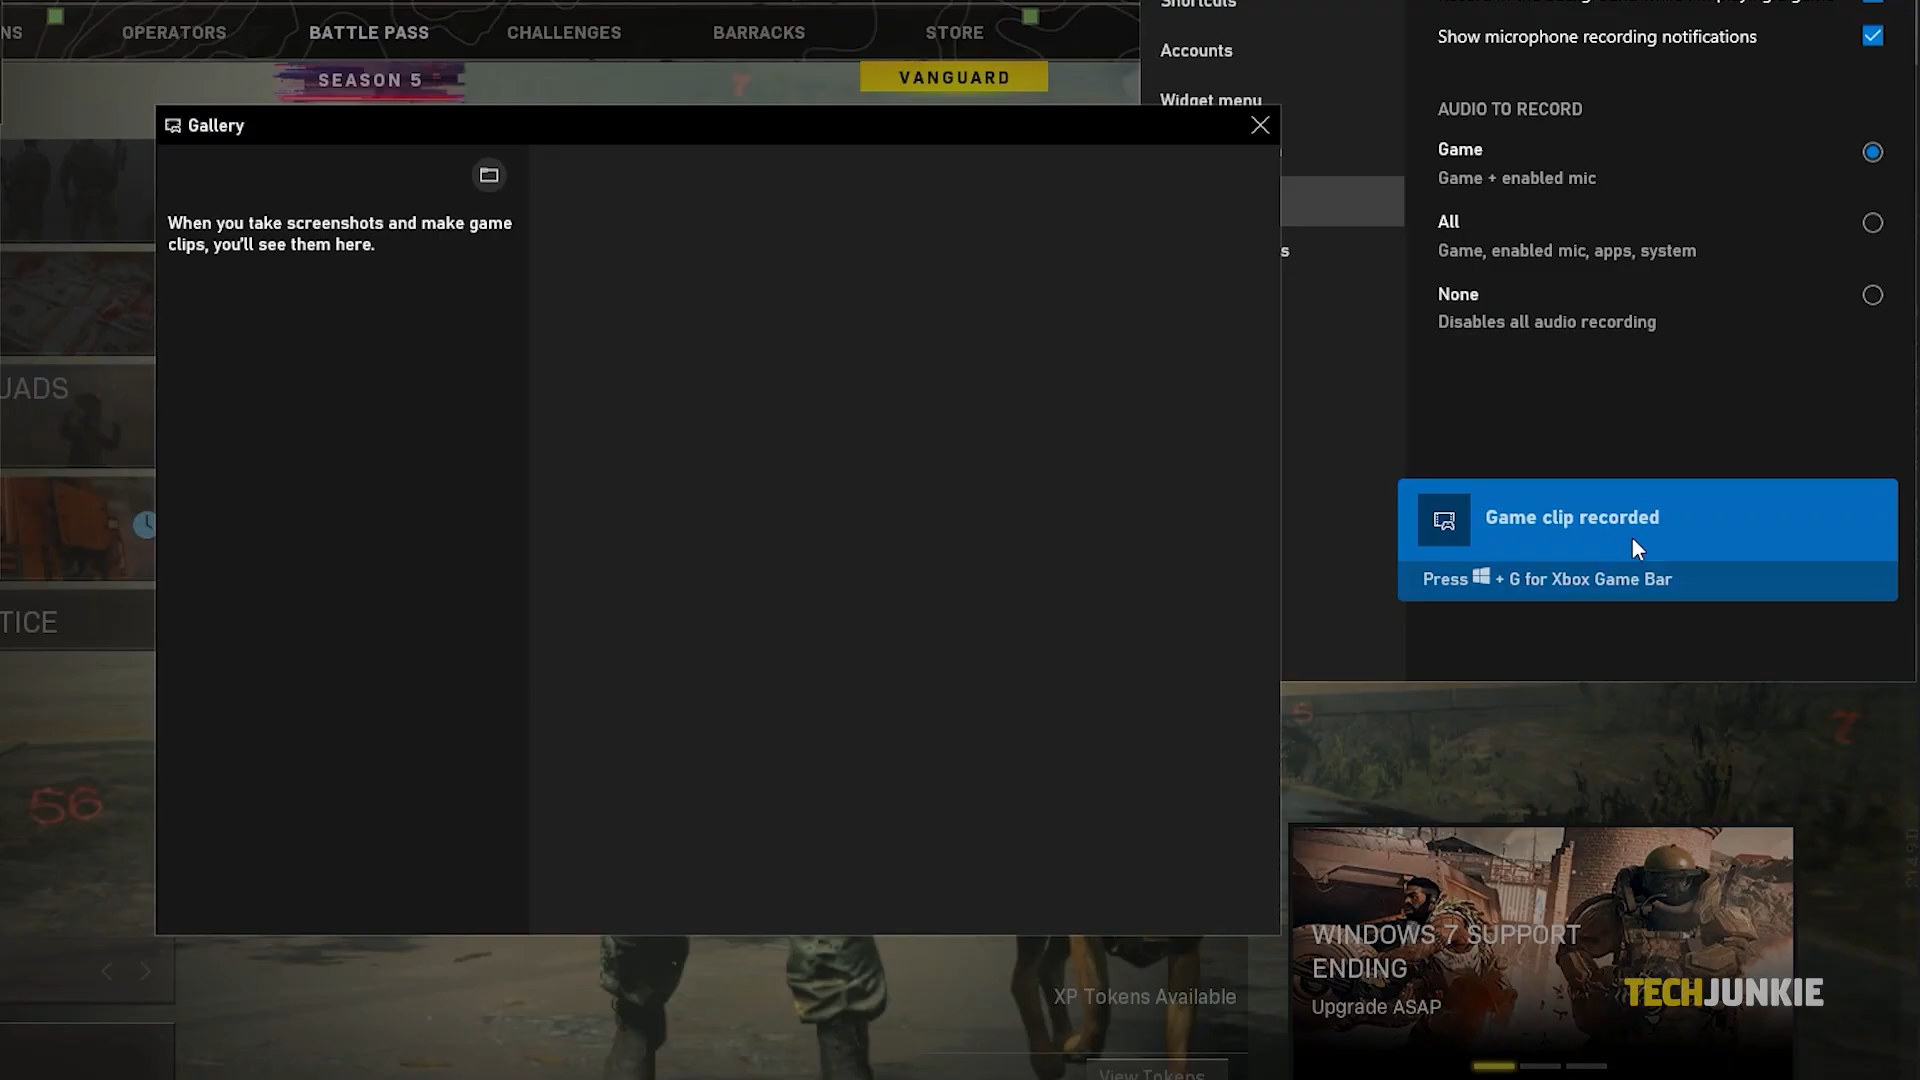 NS
OPERATORS
BATTLE PASS
CHALLENGES
BARRACKS
STORE
SEASON 5
VANGUARD
Shortcuts
Accounts
Widget menu
Show microphone recording notifications
AUDIO TO RECORD
Game
Game + enabled mic
All
Game, enabled mic, apps, system
None
Disables all audio recording
Gallery
When you take screenshots and make game
clips, you'll see them here.
s
UADS
TICE
56
Game clip recorded
Press + G for Xbox Game Bar
XP Tokens Available
View Tokens
WINDOWS 7 SUPPORT
ENDING
Upgrade ASAP
TECHJUNKIE